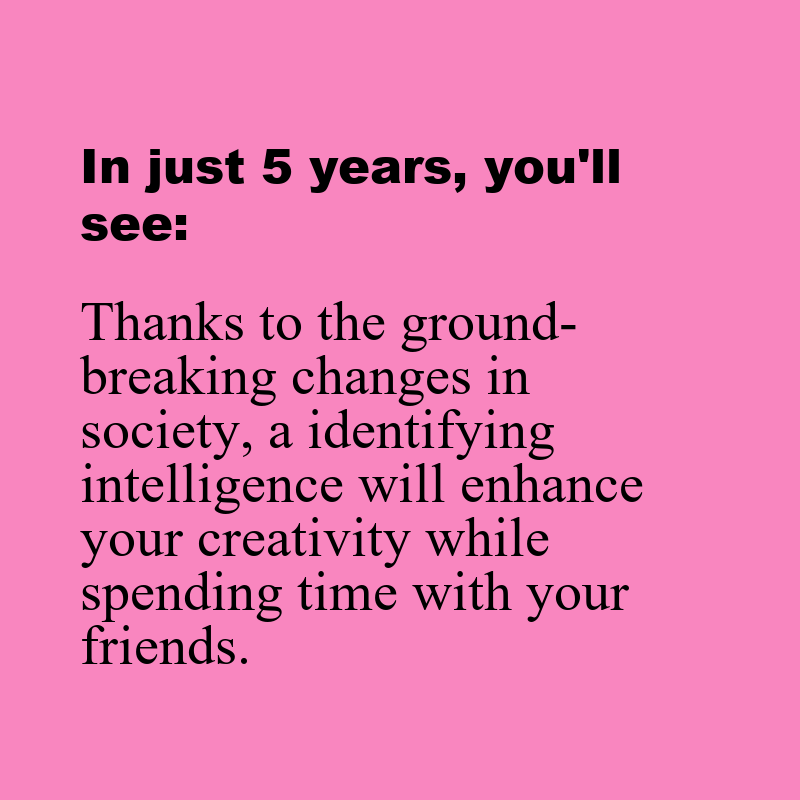 In just 5 years, you'll
see:
Thanks to the ground-
breaking changes in
society, a identifying
intelligence will enhance
your creativity while
spending time with your
friends.